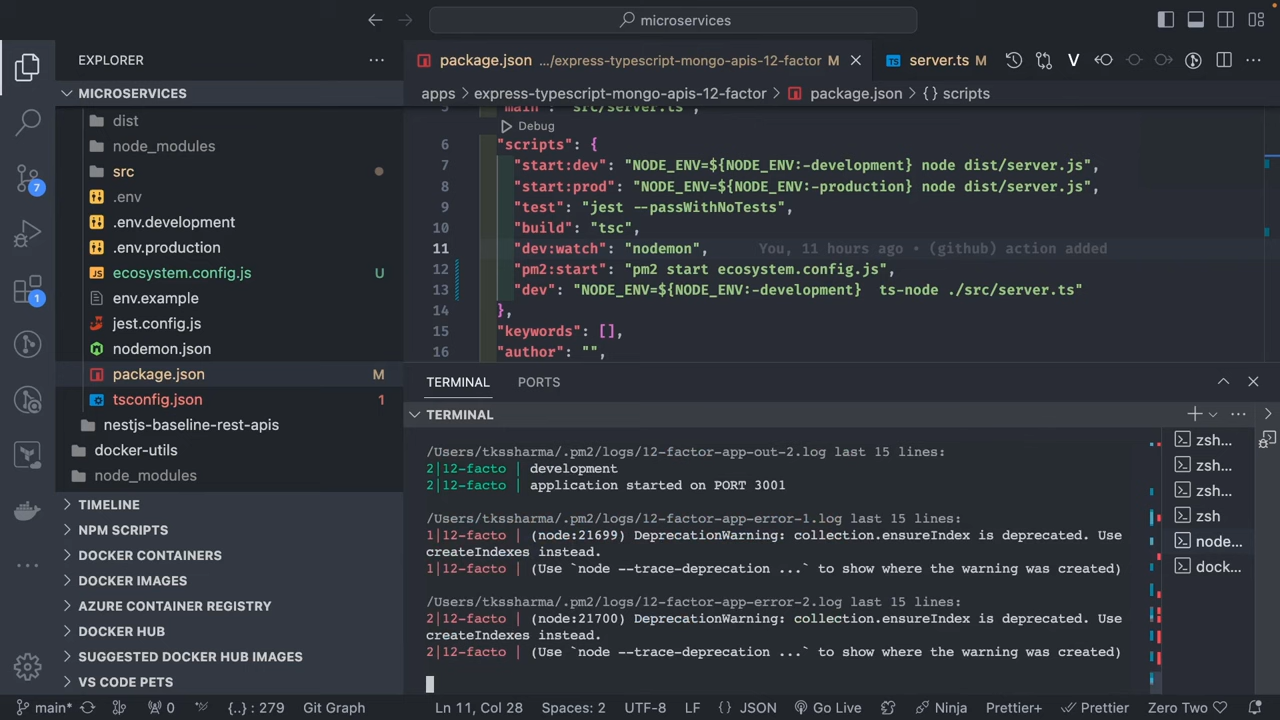 microservices
EXPLORER
MICROSERVICES
dist
node_modules
src
.env
.env.development
.env.production
ecosystem.config.js U
env.example
jest.config.js
nodemon.json
package.json M
tsconfig.json 1
nestjs-baseline-rest-apis
docker-utils
node_modules
TIMELINE
NPM SCRIPTS
DOCKER CONTAINERS
DOCKER IMAGES
AZURE CONTAINER REGISTRY
DOCKER HUB
SUGGESTED DOCKER HUB IMAGES
VS CODE PETS
7
1
package.json .../express-typescript-mongo-apis-12-factor M
TS server.ts M
V
apps > express-typescript-mongo-apis-12-factor > package.json > {} scripts
5 "main": "src/server.ts",
Debug
6 "scripts": {
7 "start:dev": "NODE_ENV=${NODE_ENV:-development} node dist/server.js",
8 "start:prod": "NODE_ENV=${NODE_ENV:-production} node dist/server.js",
9 "test": "jest --passWithNoTests",
10 "build": "tsc",
11 "dev:watch": "nodemon", You, 11 hours ago • (github) action added
12 "pm2:start": "pm2 start ecosystem.config.js",
13 "dev": "NODE_ENV=${NODE_ENV:-development}  ts-node ./src/server.ts"
14 },
15 "keywords": [],
16 "author": "",
TERMINAL PORTS
TERMINAL
/Users/tkssharma/.pm2/logs/12-factor-app-out-2.log last 15 lines:
2|12-facto | development
2|12-facto | application started on PORT 3001
/Users/tkssharma/.pm2/logs/12-factor-app-error-1.log last 15 lines:
1|12-facto | (node:21699) DeprecationWarning: collection.ensureIndex is deprecated. Use
createIndexes instead.
1|12-facto | (Use `node --trace-deprecation ...` to show where the warning was created)
/Users/tkssharma/.pm2/logs/12-factor-app-error-2.log last 15 lines:
2|12-facto | (node:21700) DeprecationWarning: collection.ensureIndex is deprecated. Use
createIndexes instead.
2|12-facto | (Use `node --trace-deprecation ...` to show where the warning was created)
zsh...
zsh...
zsh...
zsh
node...
dock...
main* 0 {..} : 279 Git Graph Ln 11, Col 28 Spaces: 2 UTF-8 LF {} JSON Go Live Ninja Prettier+ Prettier Zero Two